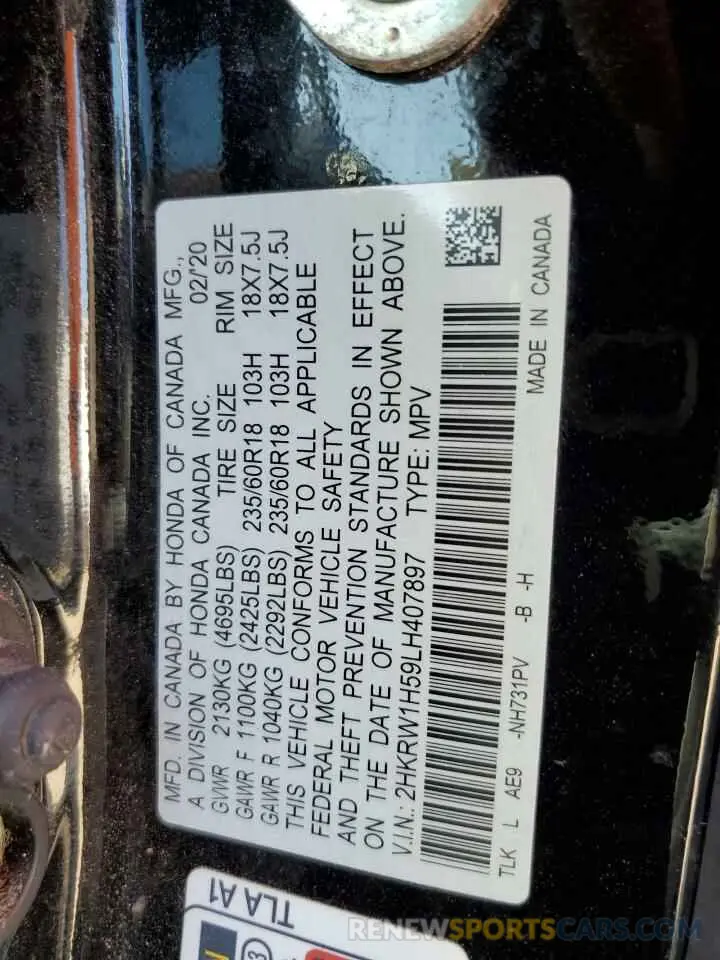 MFD. IN CANADA BY HONDA OF CANADA MFG.,
A DIVISION OF HONDA CANADA INC. 02/'20
GVWR 2130KG (4695LBS) TIRE SIZE RIM SIZE
GAWR F 1100KG (2425LBS) 235/60R18 103H 18X7.5J
GAWR R 1040KG (2292LBS) 235/60R18 103H 18X7.5J
THIS VEHICLE CONFORMS TO ALL APPLICABLE
FEDERAL MOTOR VEHICLE SAFETY
AND THEFT PREVENTION STANDARDS IN EFFECT
ON THE DATE OF MANUFACTURE SHOWN ABOVE.
V.I.N.: 2HKRW1H59LH407897 TYPE: MPV
TLK L AE9 -NH731PV -B -H MADE IN CANADA
TLA A1
RENEWSPORTSCARS.COM